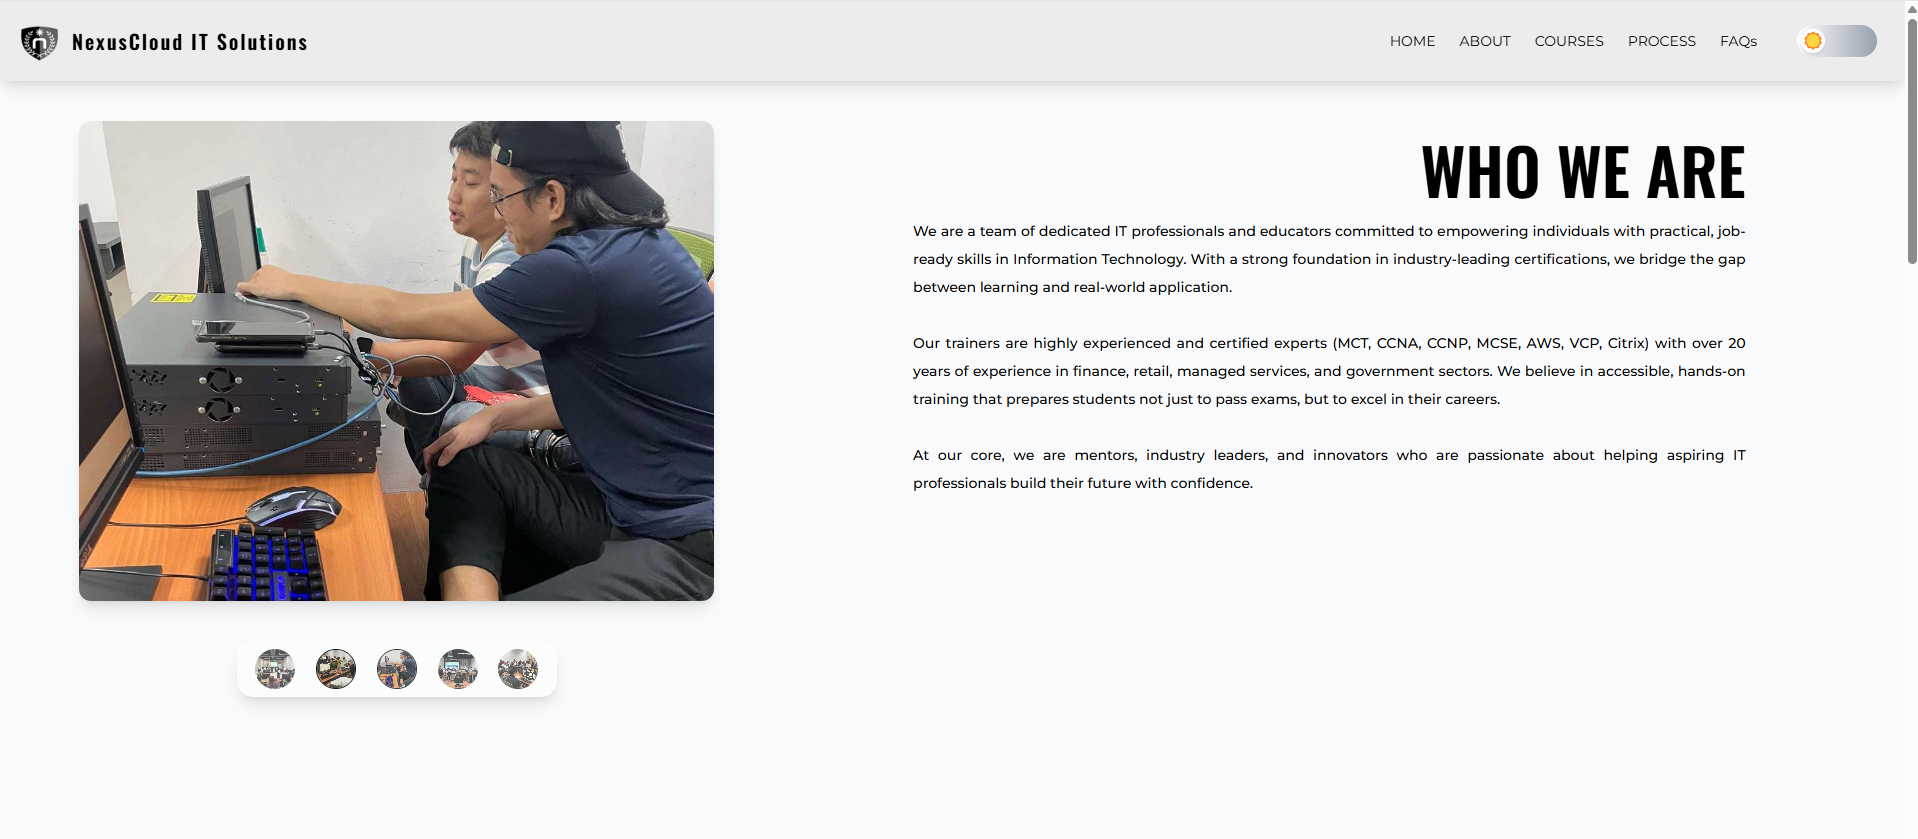 NexusCloud IT Solutions
HOME ABOUT COURSES PROCESS FAQs
WHO WE ARE
We are a team of dedicated IT professionals and educators committed to empowering individuals with practical, job-
ready skills in Information Technology. With a strong foundation in industry-leading certifications, we bridge the gap
between learning and real-world application.
Our trainers are highly experienced and certified experts (MCT, CCNA, CCNP, MCSE, AWS, VCP, Citrix) with over 20
years of experience in finance, retail, managed services, and government sectors. We believe in accessible, hands-on
training that prepares students not just to pass exams, but to excel in their careers.
At our core, we are mentors, industry leaders, and innovators who are passionate about helping aspiring IT
professionals build their future with confidence.